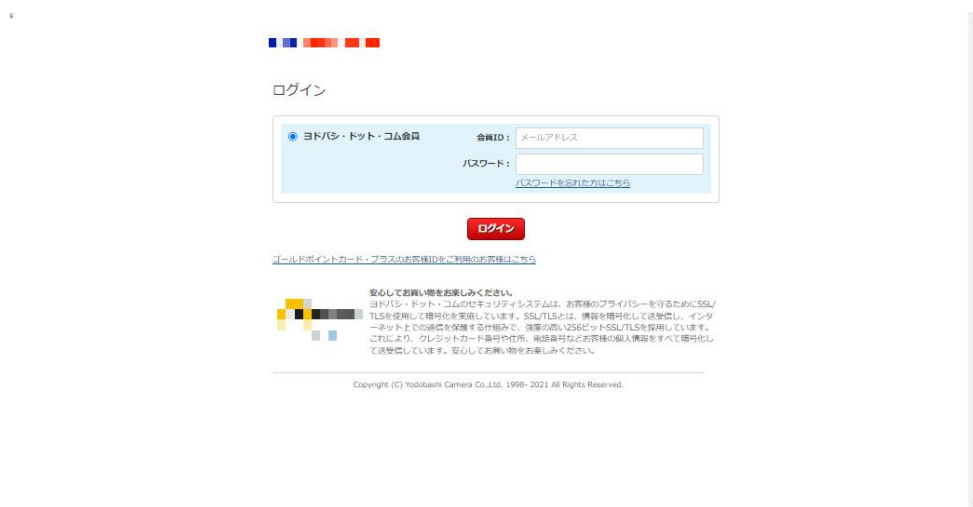 ¥
ログイン
ヨドバシ・ドット・コム会員
会員ID：
メールアドレス
パスワード：
パスワードを忘れた方はこちら
ログイン
ゴールドポイントカード・プラスのお客様IDをご利用のお客様はこちら
安心してお買い物をお楽しみください。
ヨドバシ・ドット・コムのセキュリティシステムは、お客様のプライバシーを守るためにSSL/
TLSを使用して暗号化を実施しています。SSL/TLSとは、情報を暗号化して送受信し、インタ
ーネット上での通信を保護する仕組みで、強度の高い256ビットSSL/TLSを採用しています。
これにより、クレジットカード番号や住所、電話番号などお客様の個人情報をすべて暗号化し
て送受信しています。安心してお買い物をお楽しみください。
Copyright (C) Yodobashi Camera Co.,Ltd. 1998- 2021 All Rights Reserved.